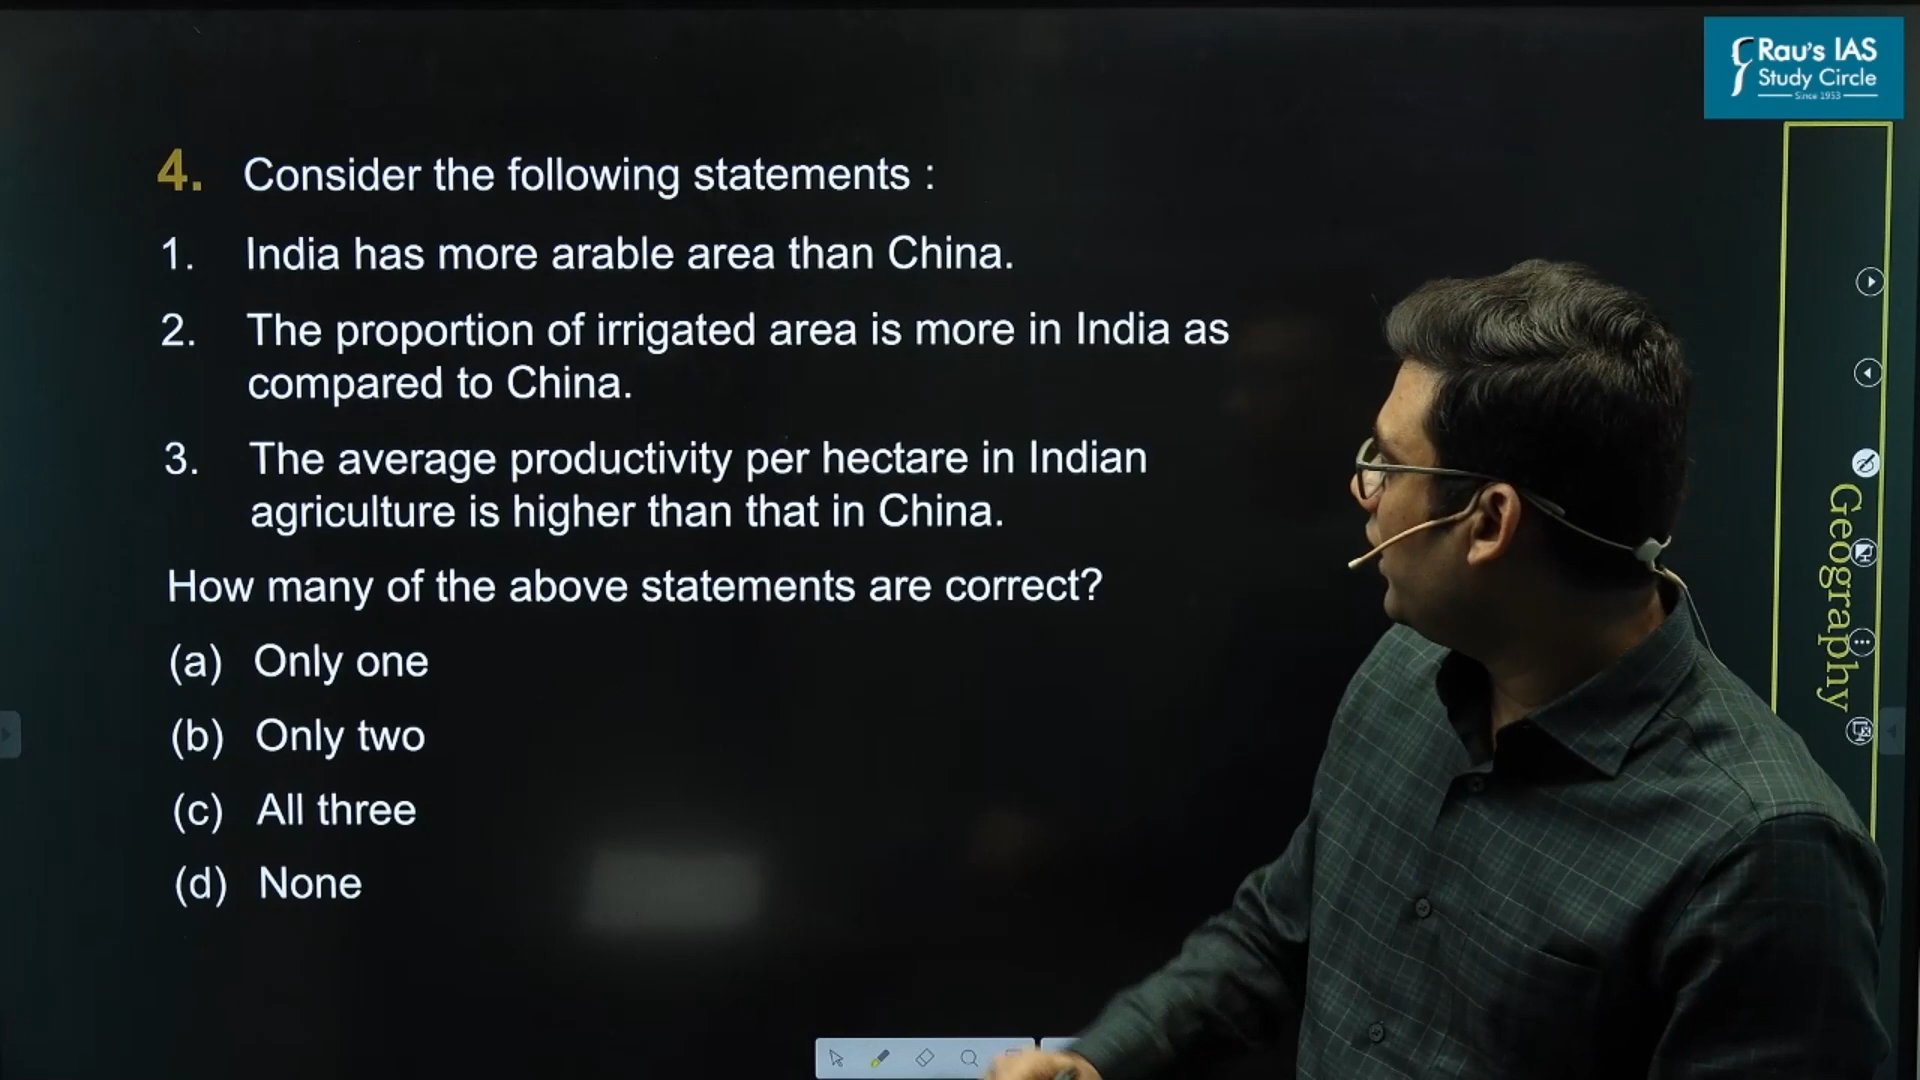 Rau's IAS
Study Circle
Since 1953
4. Consider the following statements :
1. India has more arable area than China.
2. The proportion of irrigated area is more in India as
compared to China.
3. The average productivity per hectare in Indian
agriculture is higher than that in China.
How many of the above statements are correct?
(a) Only one
(b) Only two
(c) All three
(d) None
Geography